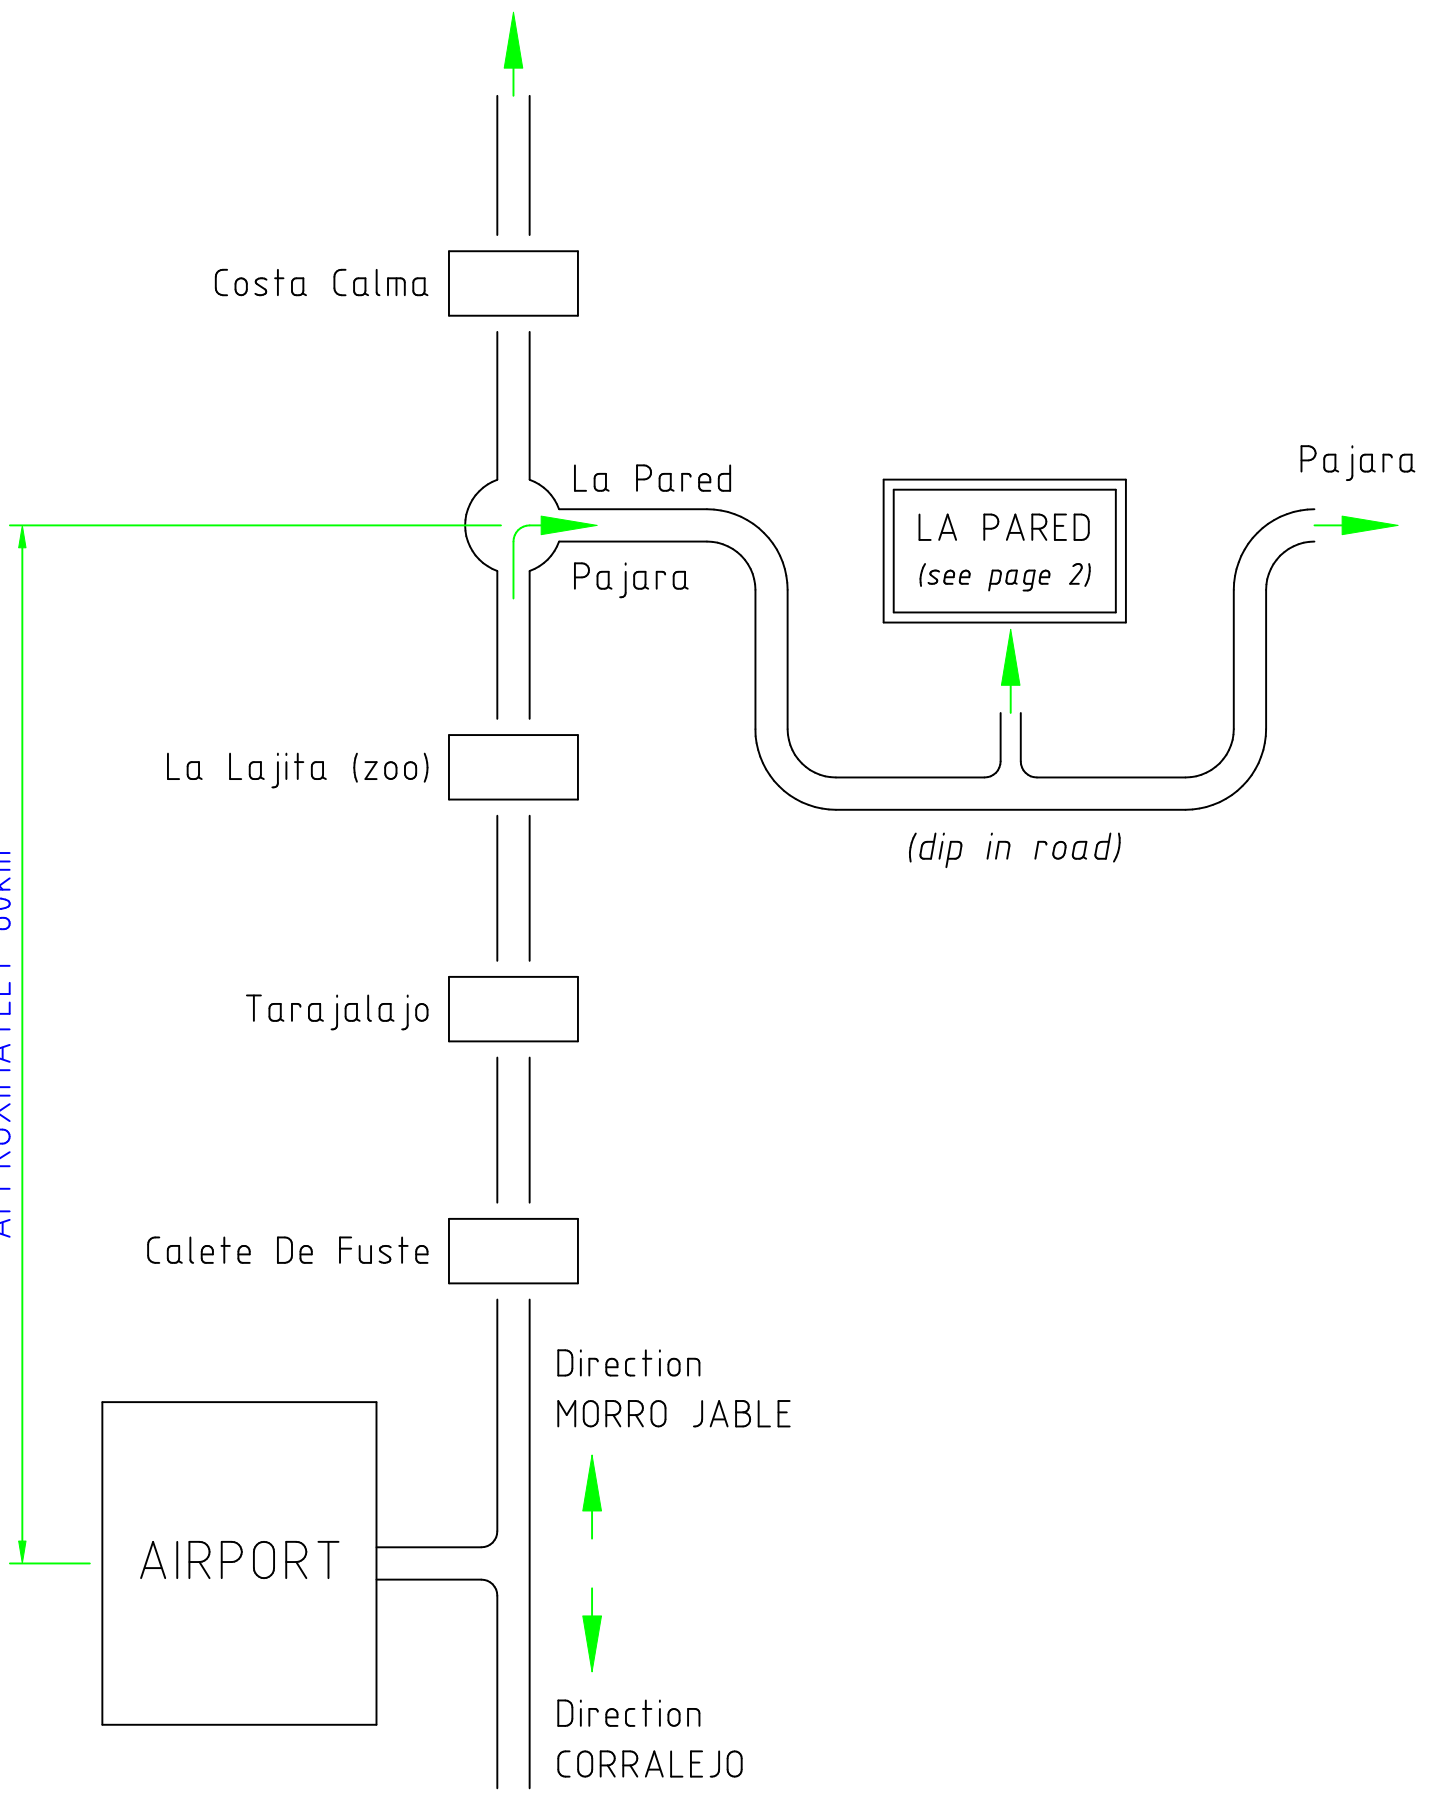 Costa Calma
La Pared
Pajara
Pajara
LA PARED
(see page 2)
La Lajita (zoo)
(dip in road)
Tarajalajo
Calete De Fuste
Direction
MORRO JABLE
AIRPORT
Direction
CORRALEJO